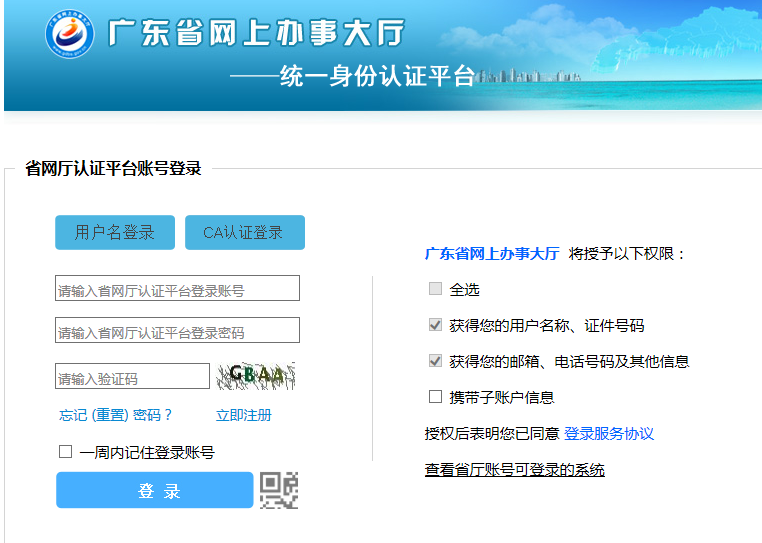 广东省网上办事大厅
——统一身份认证平台
省网厅认证平台账号登录
用户名登录
CA认证登录
请输入省网厅认证平台登录账号
请输入省网厅认证平台登录密码
请输入验证码
GBAA
忘记 (重置) 密码？
立即注册
一周内记住登录账号
登 录
广东省网上办事大厅 将授予以下权限：
全选
获得您的用户名称、证件号码
获得您的邮箱、电话号码及其他信息
携带子账户信息
授权后表明您已同意 登录服务协议
查看省厅账号可登录的系统